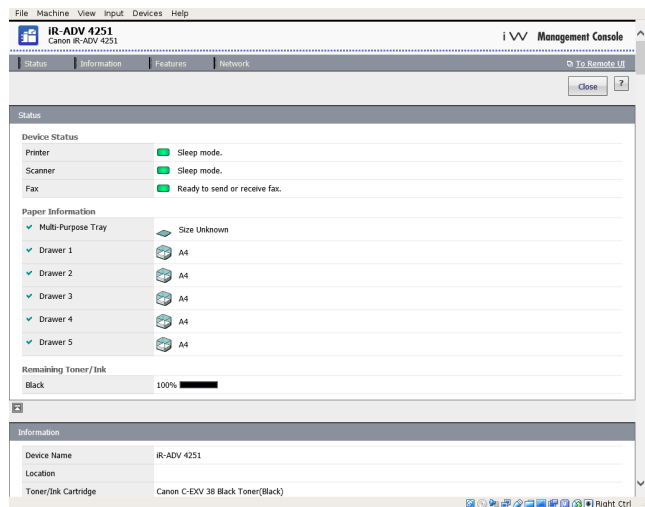 File Machine View Input Devices Help
iR-ADV 4251
Canon iR-ADV 4251
i W Management Console
Status Information Features Network To Remote UI
Close ?
Status
Device Status
Printer Sleep mode.
Scanner Sleep mode.
Fax Ready to send or receive fax.
Paper Information
Multi-Purpose Tray Size Unknown
Drawer 1 A4
Drawer 2 A4
Drawer 3 A4
Drawer 4 A4
Drawer 5 A4
Remaining Toner/Ink
Black 100%
Information
Device Name iR-ADV 4251
Location
Toner/Ink Cartridge Canon C-EXV 38 Black Toner(Black)
Right Ctrl